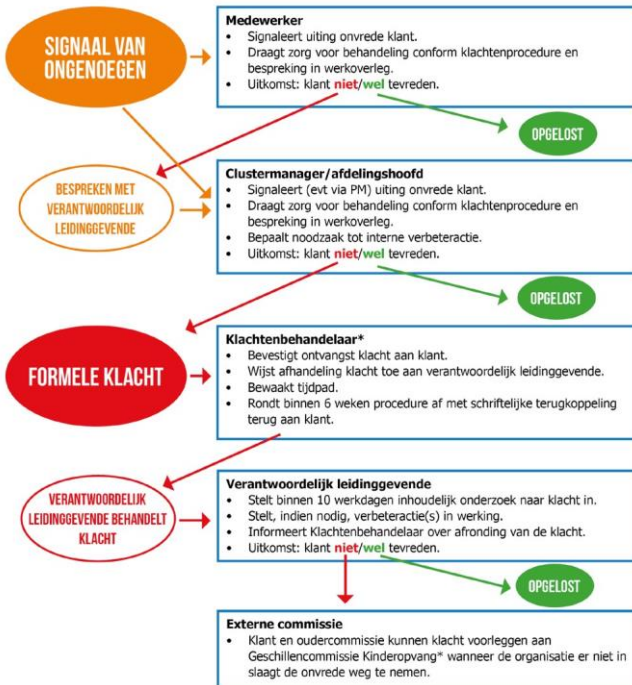 SIGNAAL VAN
ONGENOEGEN
Medewerker
• Signaleert uiting onvrede klant.
• Draagt zorg voor behandeling conform klachtenprocedure en
bespreking in werkoverleg.
• Uitkomst: klant niet/wel tevreden.
OPGELOST
BESPREKEN MET
VERANTWOORDELIJK
LEIDINGGEVENDE
Clustermanager/afdelingshoofd
• Signaleert (evt via PM) uiting onvrede klant.
• Draagt zorg voor behandeling conform klachtenprocedure en
bespreking in werkoverleg.
• Bepaalt noodzaak tot interne verbeteractie.
• Uitkomst: klant niet/wel tevreden.
OPGELOST
FORMELE KLACHT
Klachtenbehandelaar*
• Bevestigt ontvangst klacht aan klant.
• Wijst afhandeling klacht toe aan verantwoordelijk leidinggevende.
• Bewaakt tijdpad.
• Rondt binnen 6 weken procedure af met schriftelijke terugkoppeling
terug aan klant.
VERANTWOORDELIJK
LEIDINGGEVENDE BEHANDELT
KLACHT
Verantwoordelijk leidinggevende
• Stelt binnen 10 werkdagen inhoudelijk onderzoek naar klacht in.
• Stelt, indien nodig, verbeteractie(s) in werking.
• Informeert Klachtenbehandelaar over afronding van de klacht.
• Uitkomst: klant niet/wel tevreden.
OPGELOST
Externe commissie
• Klant en oudercommissie kunnen klacht voorleggen aan
Geschillencommissie Kinderopvang* wanneer de organisatie er niet in
slaagt de onvrede weg te nemen.